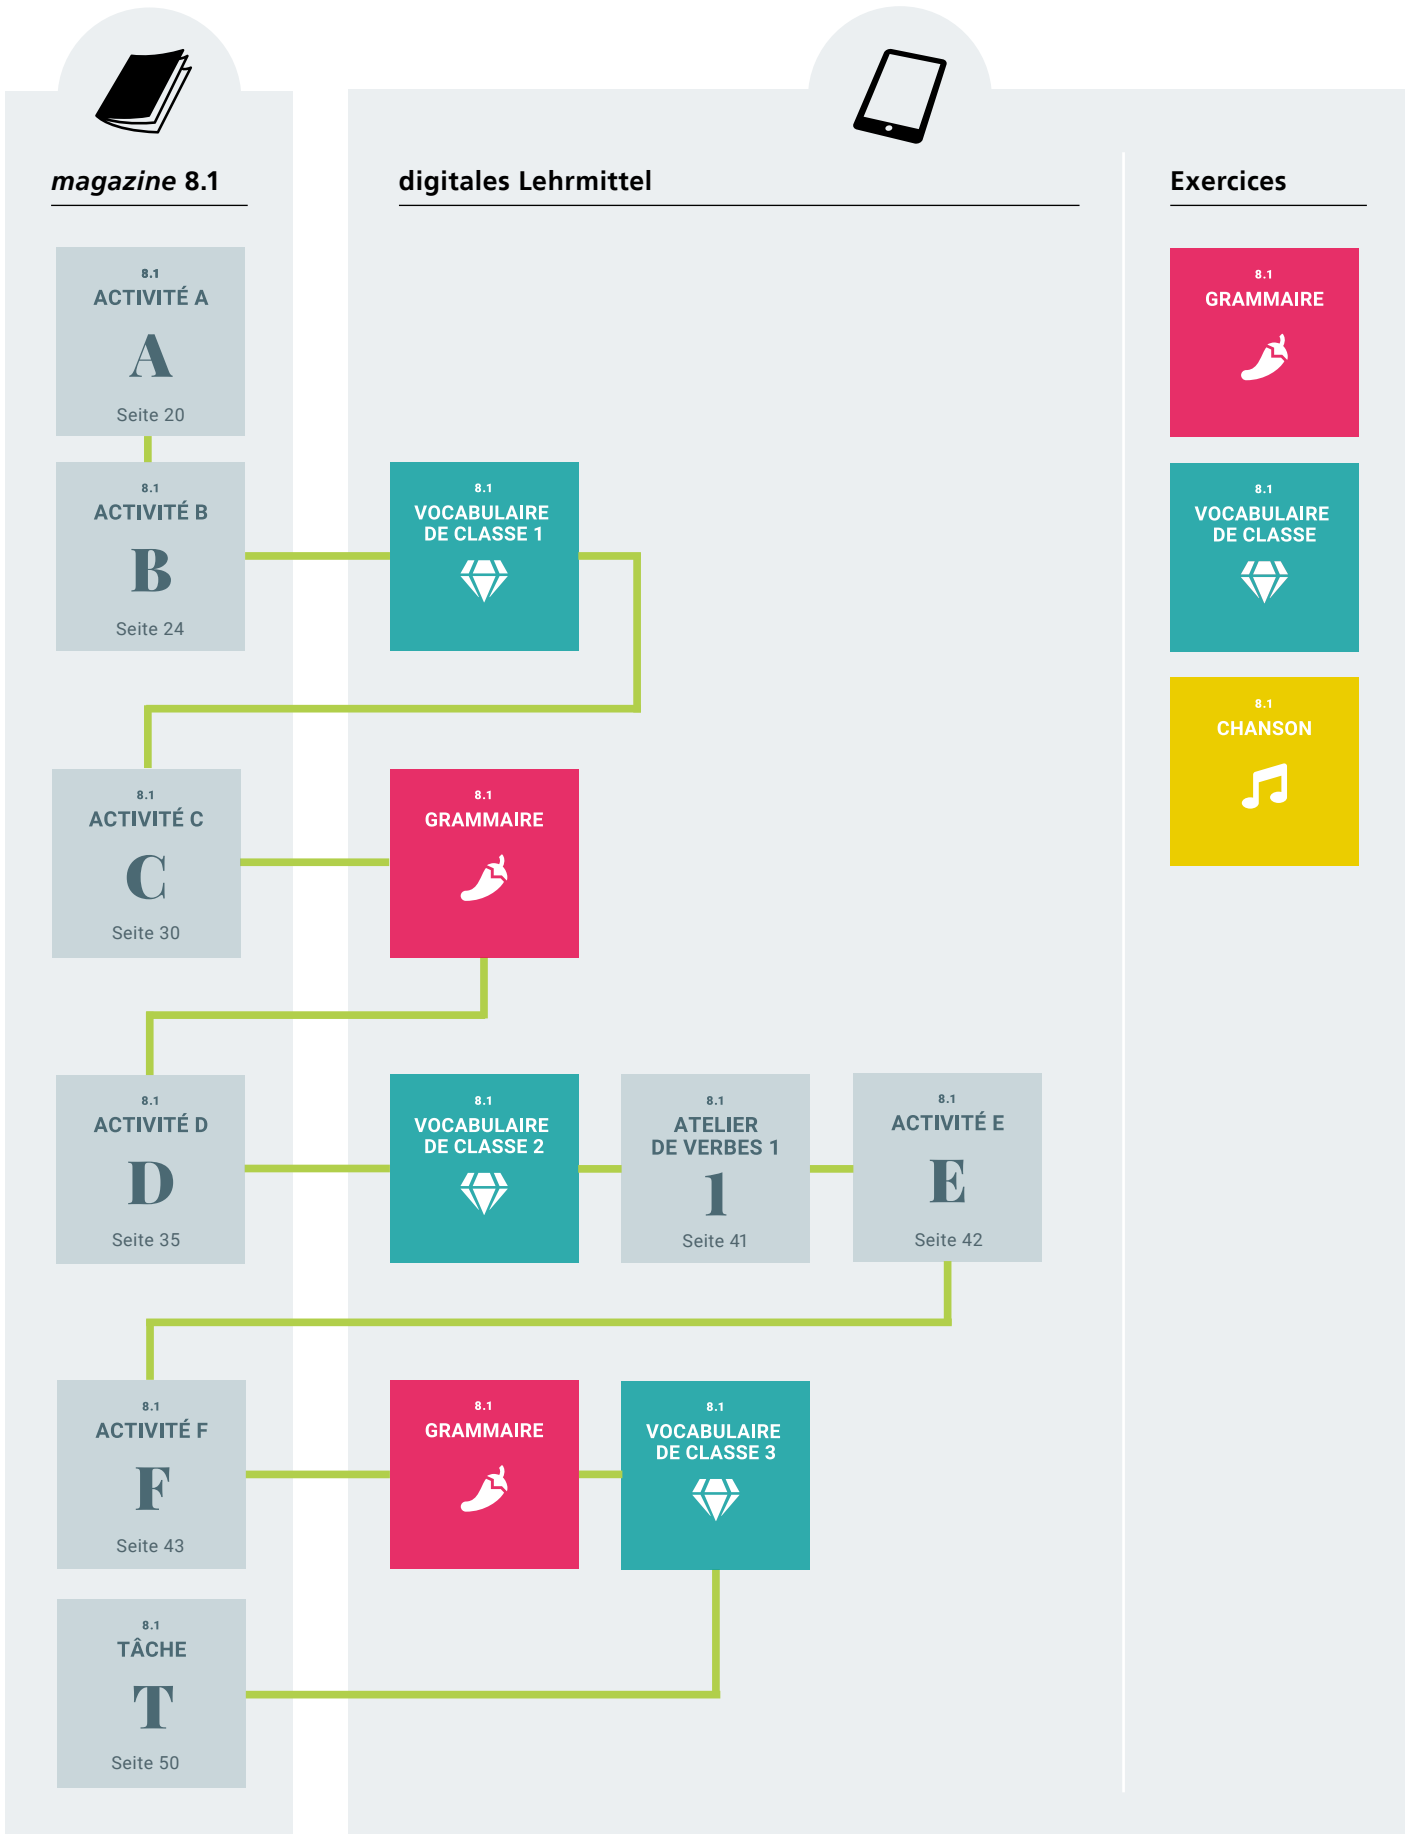 magazine 8.1
digitales Lehrmittel
Exercices
8.1
ACTIVITÉ A
A
Seite 20
8.1
GRAMMAIRE
8.1
ACTIVITÉ B
B
Seite 24
8.1
VOCABULAIRE
DE CLASSE 1
8.1
VOCABULAIRE
DE CLASSE
8.1
CHANSON
8.1
ACTIVITÉ C
C
Seite 30
8.1
GRAMMAIRE
8.1
ACTIVITÉ D
D
Seite 35
8.1
VOCABULAIRE
DE CLASSE 2
8.1
ATELIER
DE VERBES 1
1
Seite 41
8.1
ACTIVITÉ E
E
Seite 42
8.1
ACTIVITÉ F
F
Seite 43
8.1
GRAMMAIRE
8.1
VOCABULAIRE
DE CLASSE 3
8.1
TÂCHE
T
Seite 50